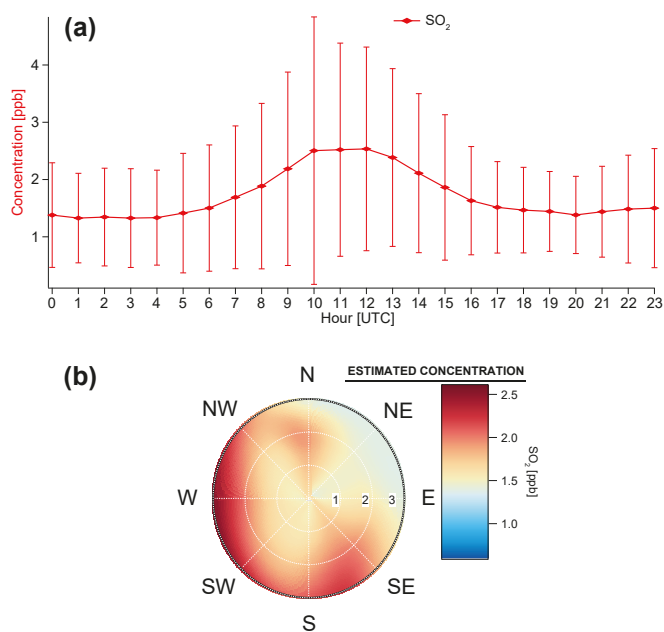 (a)
SO2
Concentration [ppb]
4
3
2
1
0 1 2 3 4 5 6 7 8 9 10 11 12 13 14 15 16 17 18 19 20 21 22 23
Hour [UTC]
(b)
ESTIMATED CONCENTRATION
N
NW
NE
W
E
SW
SE
S
1 2 3
2.5
2.0
1.5
1.0
SO2 [ppb]